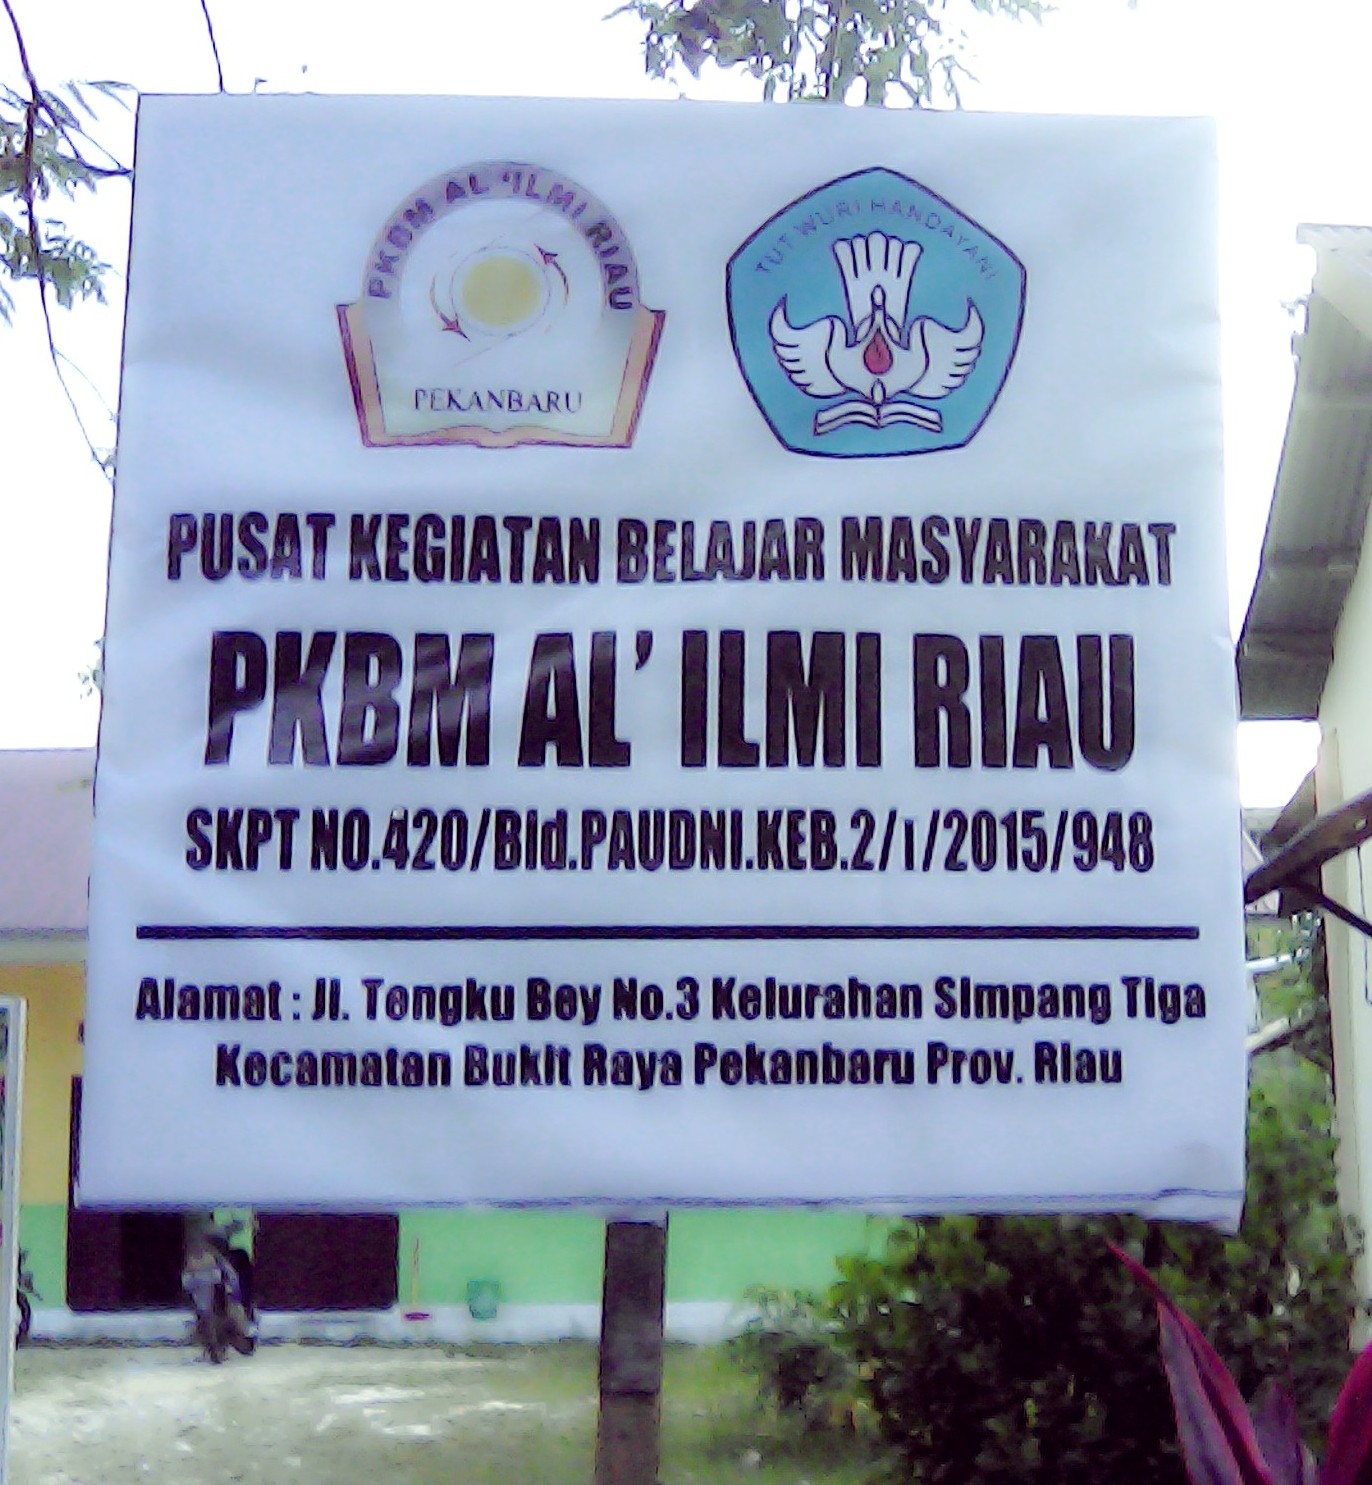 PKBM AL 'ILMI RIAU
PEKANBARU
TUT WURI HANDAYANI
PUSAT KEGIATAN BELAJAR MASYARAKAT
PKBM AL' ILMI RIAU
SKPT NO.420/Bid.PAUDNI.KEB.2/I/2015/948
Alamat : Jl. Tengku Bey No.3 Kelurahan Simpang Tiga
Kecamatan Bukit Raya Pekanbaru Prov. Riau